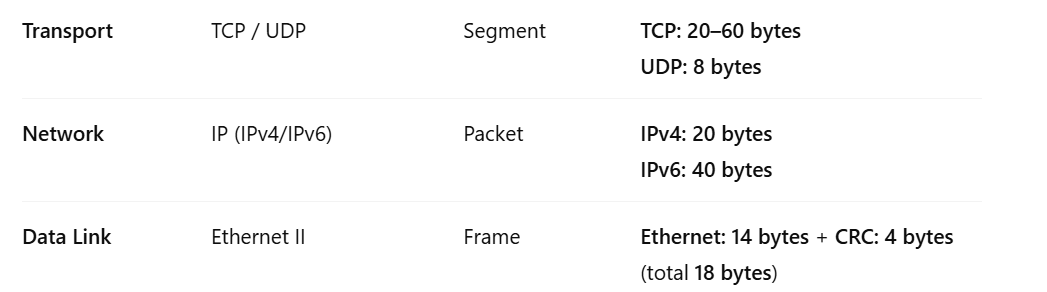 Transport TCP / UDP Segment TCP: 20–60 bytes
UDP: 8 bytes
Network IP (IPv4/IPv6) Packet IPv4: 20 bytes
IPv6: 40 bytes
Data Link Ethernet II Frame Ethernet: 14 bytes + CRC: 4 bytes
(total 18 bytes)